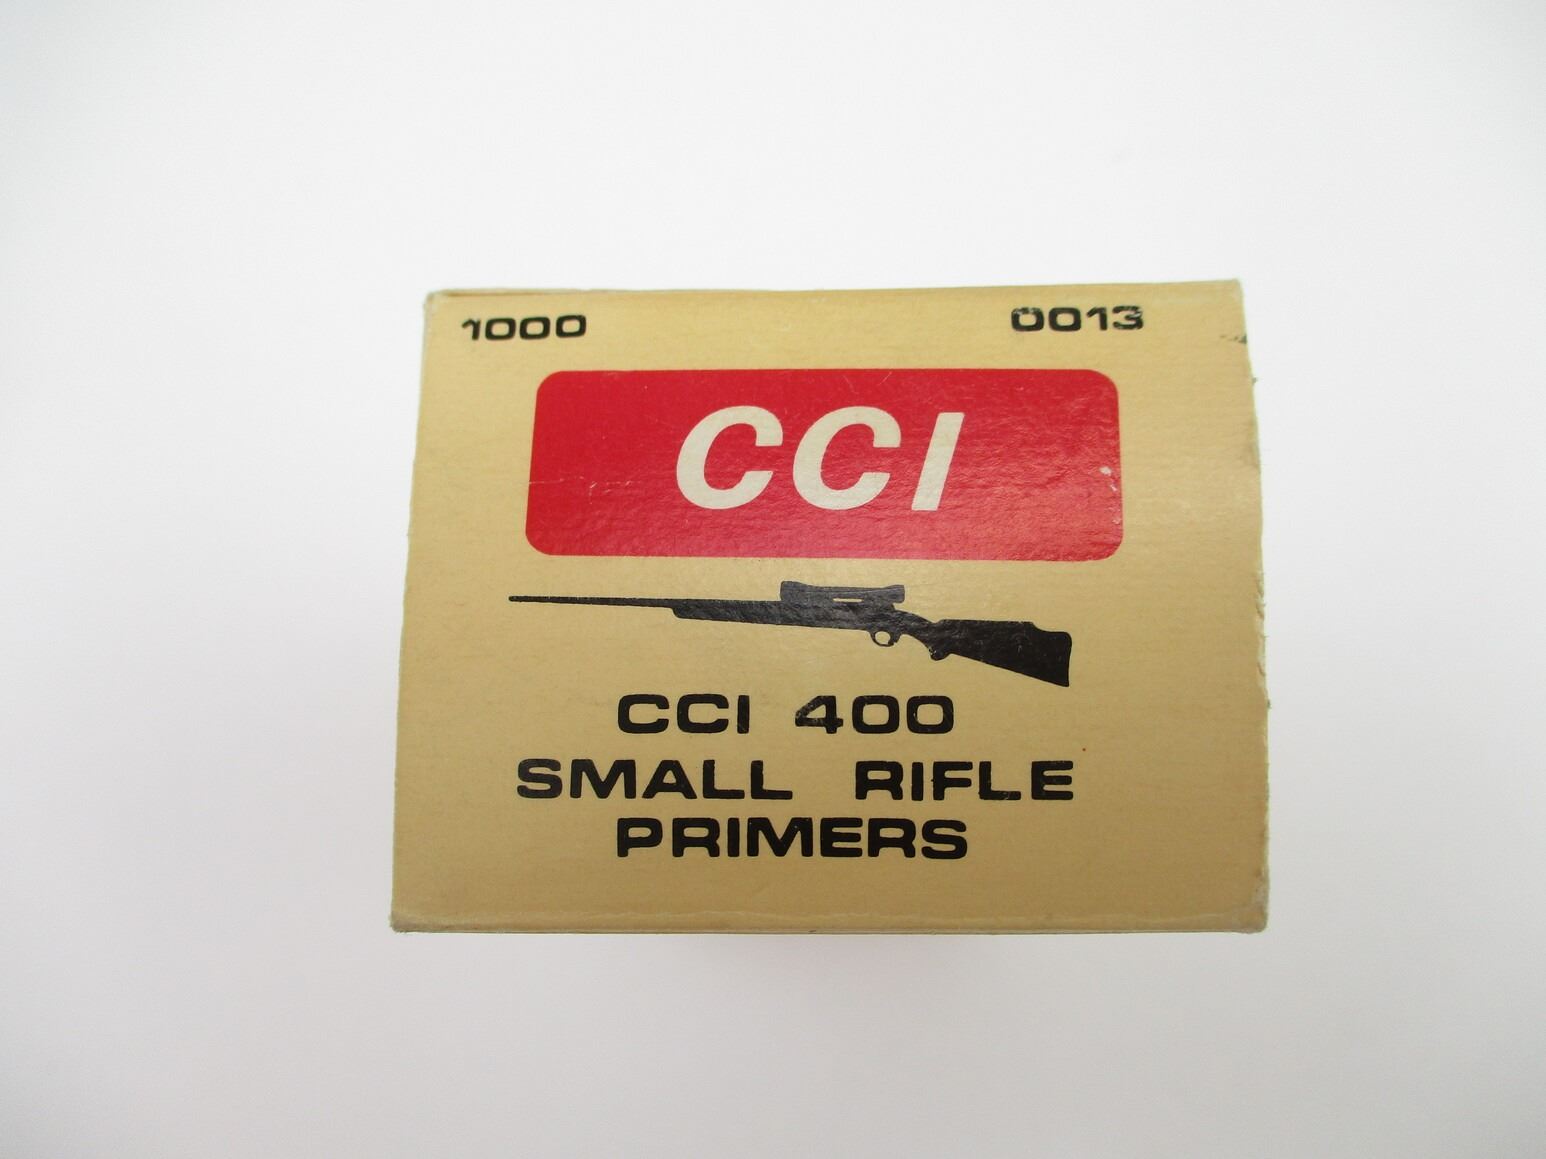 1000 0013
CCI
CCI 400
SMALL RIFLE
PRIMERS